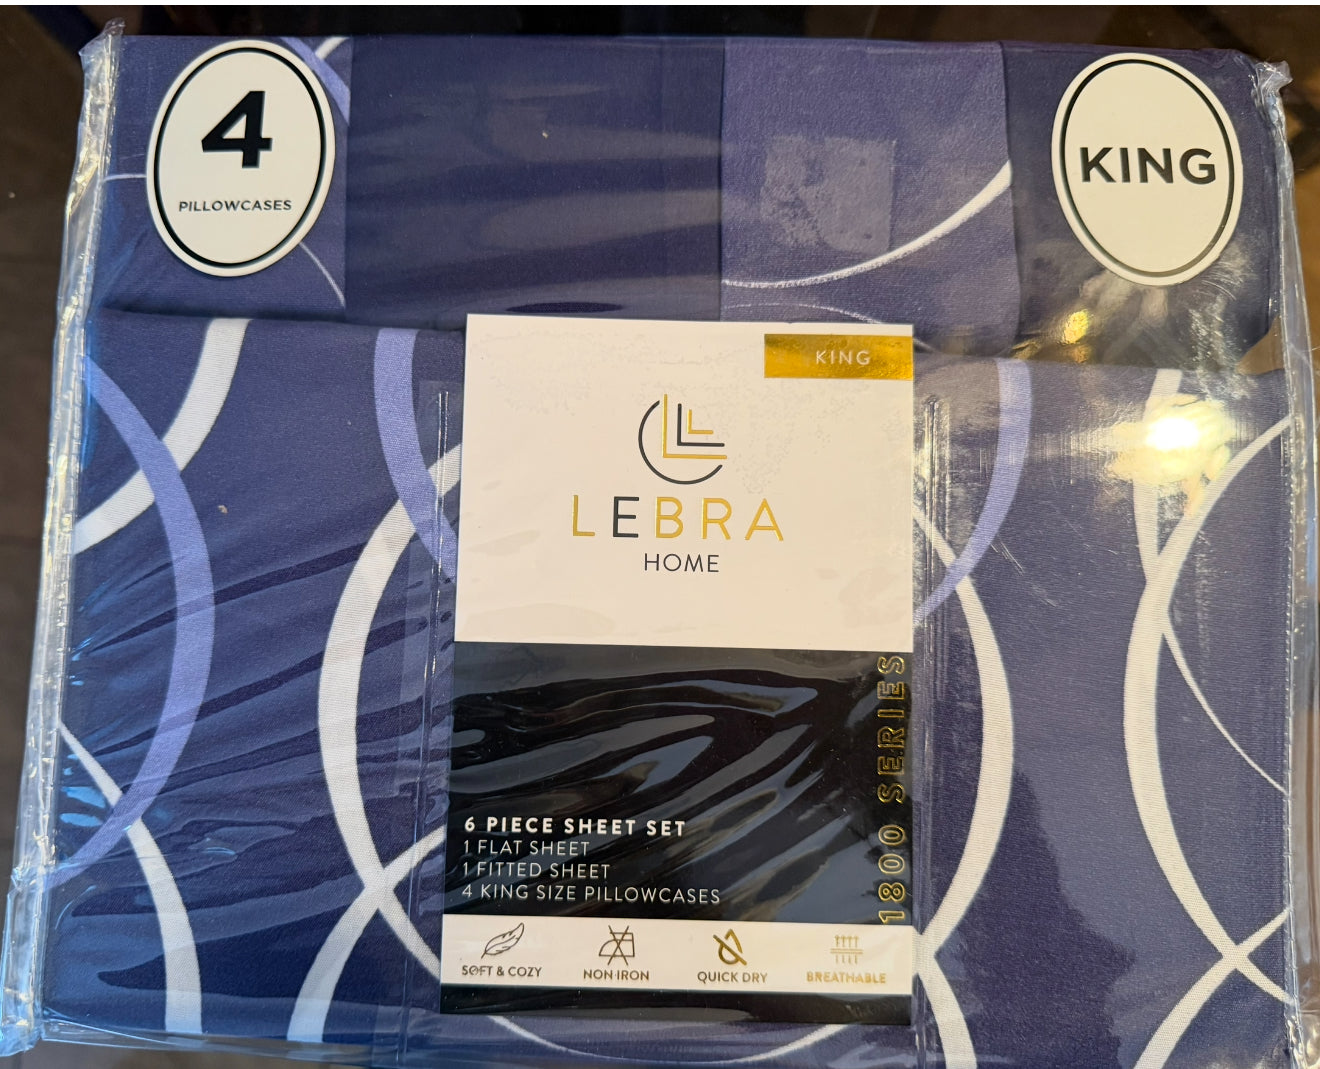 4
PILLOWCASES
KING
KING
LEBRA
HOME
1800 SERIES
6 PIECE SHEET SET
1 FLAT SHEET
1 FITTED SHEET
4 KING SIZE PILLOWCASES
SOFT & COZY
NON-IRON
QUICK DRY
BREATHABLE